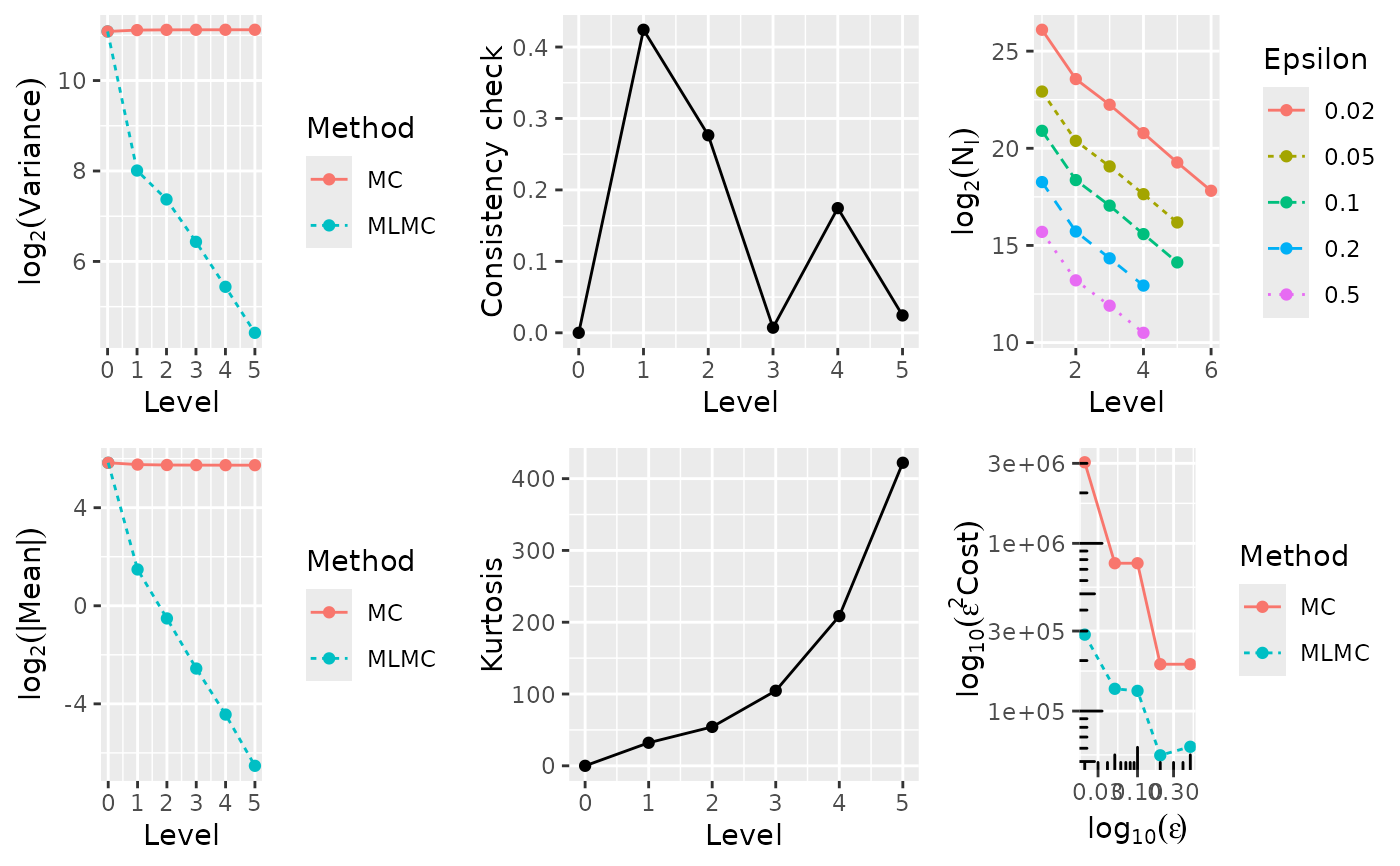 log2(Variance)
10
8
6
0 1 2 3 4 5
Level
Method
MC
MLMC
Consistency check
0.4
0.3
0.2
0.1
0.0
0 1 2 3 4 5
Level
log2(Nl)
25
20
15
10
2 4 6
Level
Epsilon
0.02
0.05
0.1
0.2
0.5
log2(|Mean|)
4
0
-4
0 1 2 3 4 5
Level
Method
MC
MLMC
Kurtosis
400
300
200
100
0
0 1 2 3 4 5
Level
log10(ε2Cost)
3e+06
1e+06
3e+05
1e+05
0.03 0.10 0.30
log10(ε)
Method
MC
MLMC